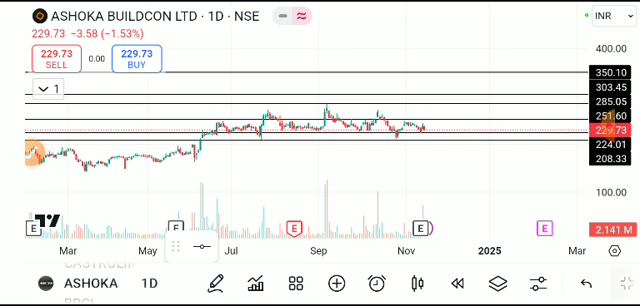 ASHOKA BUILDCON LTD · 1D · NSE
INR
229.73 −3.58 (−1.53%)
229.73
SELL
0.00
229.73
BUY
1
400.00
350.10
303.45
285.05
251.60
229.73
224.01
208.33
100.00
2.141 M
E
E
E
E
E
Mar
May
Jul
Sep
Nov
2025
Mar
ASHOKA
1D